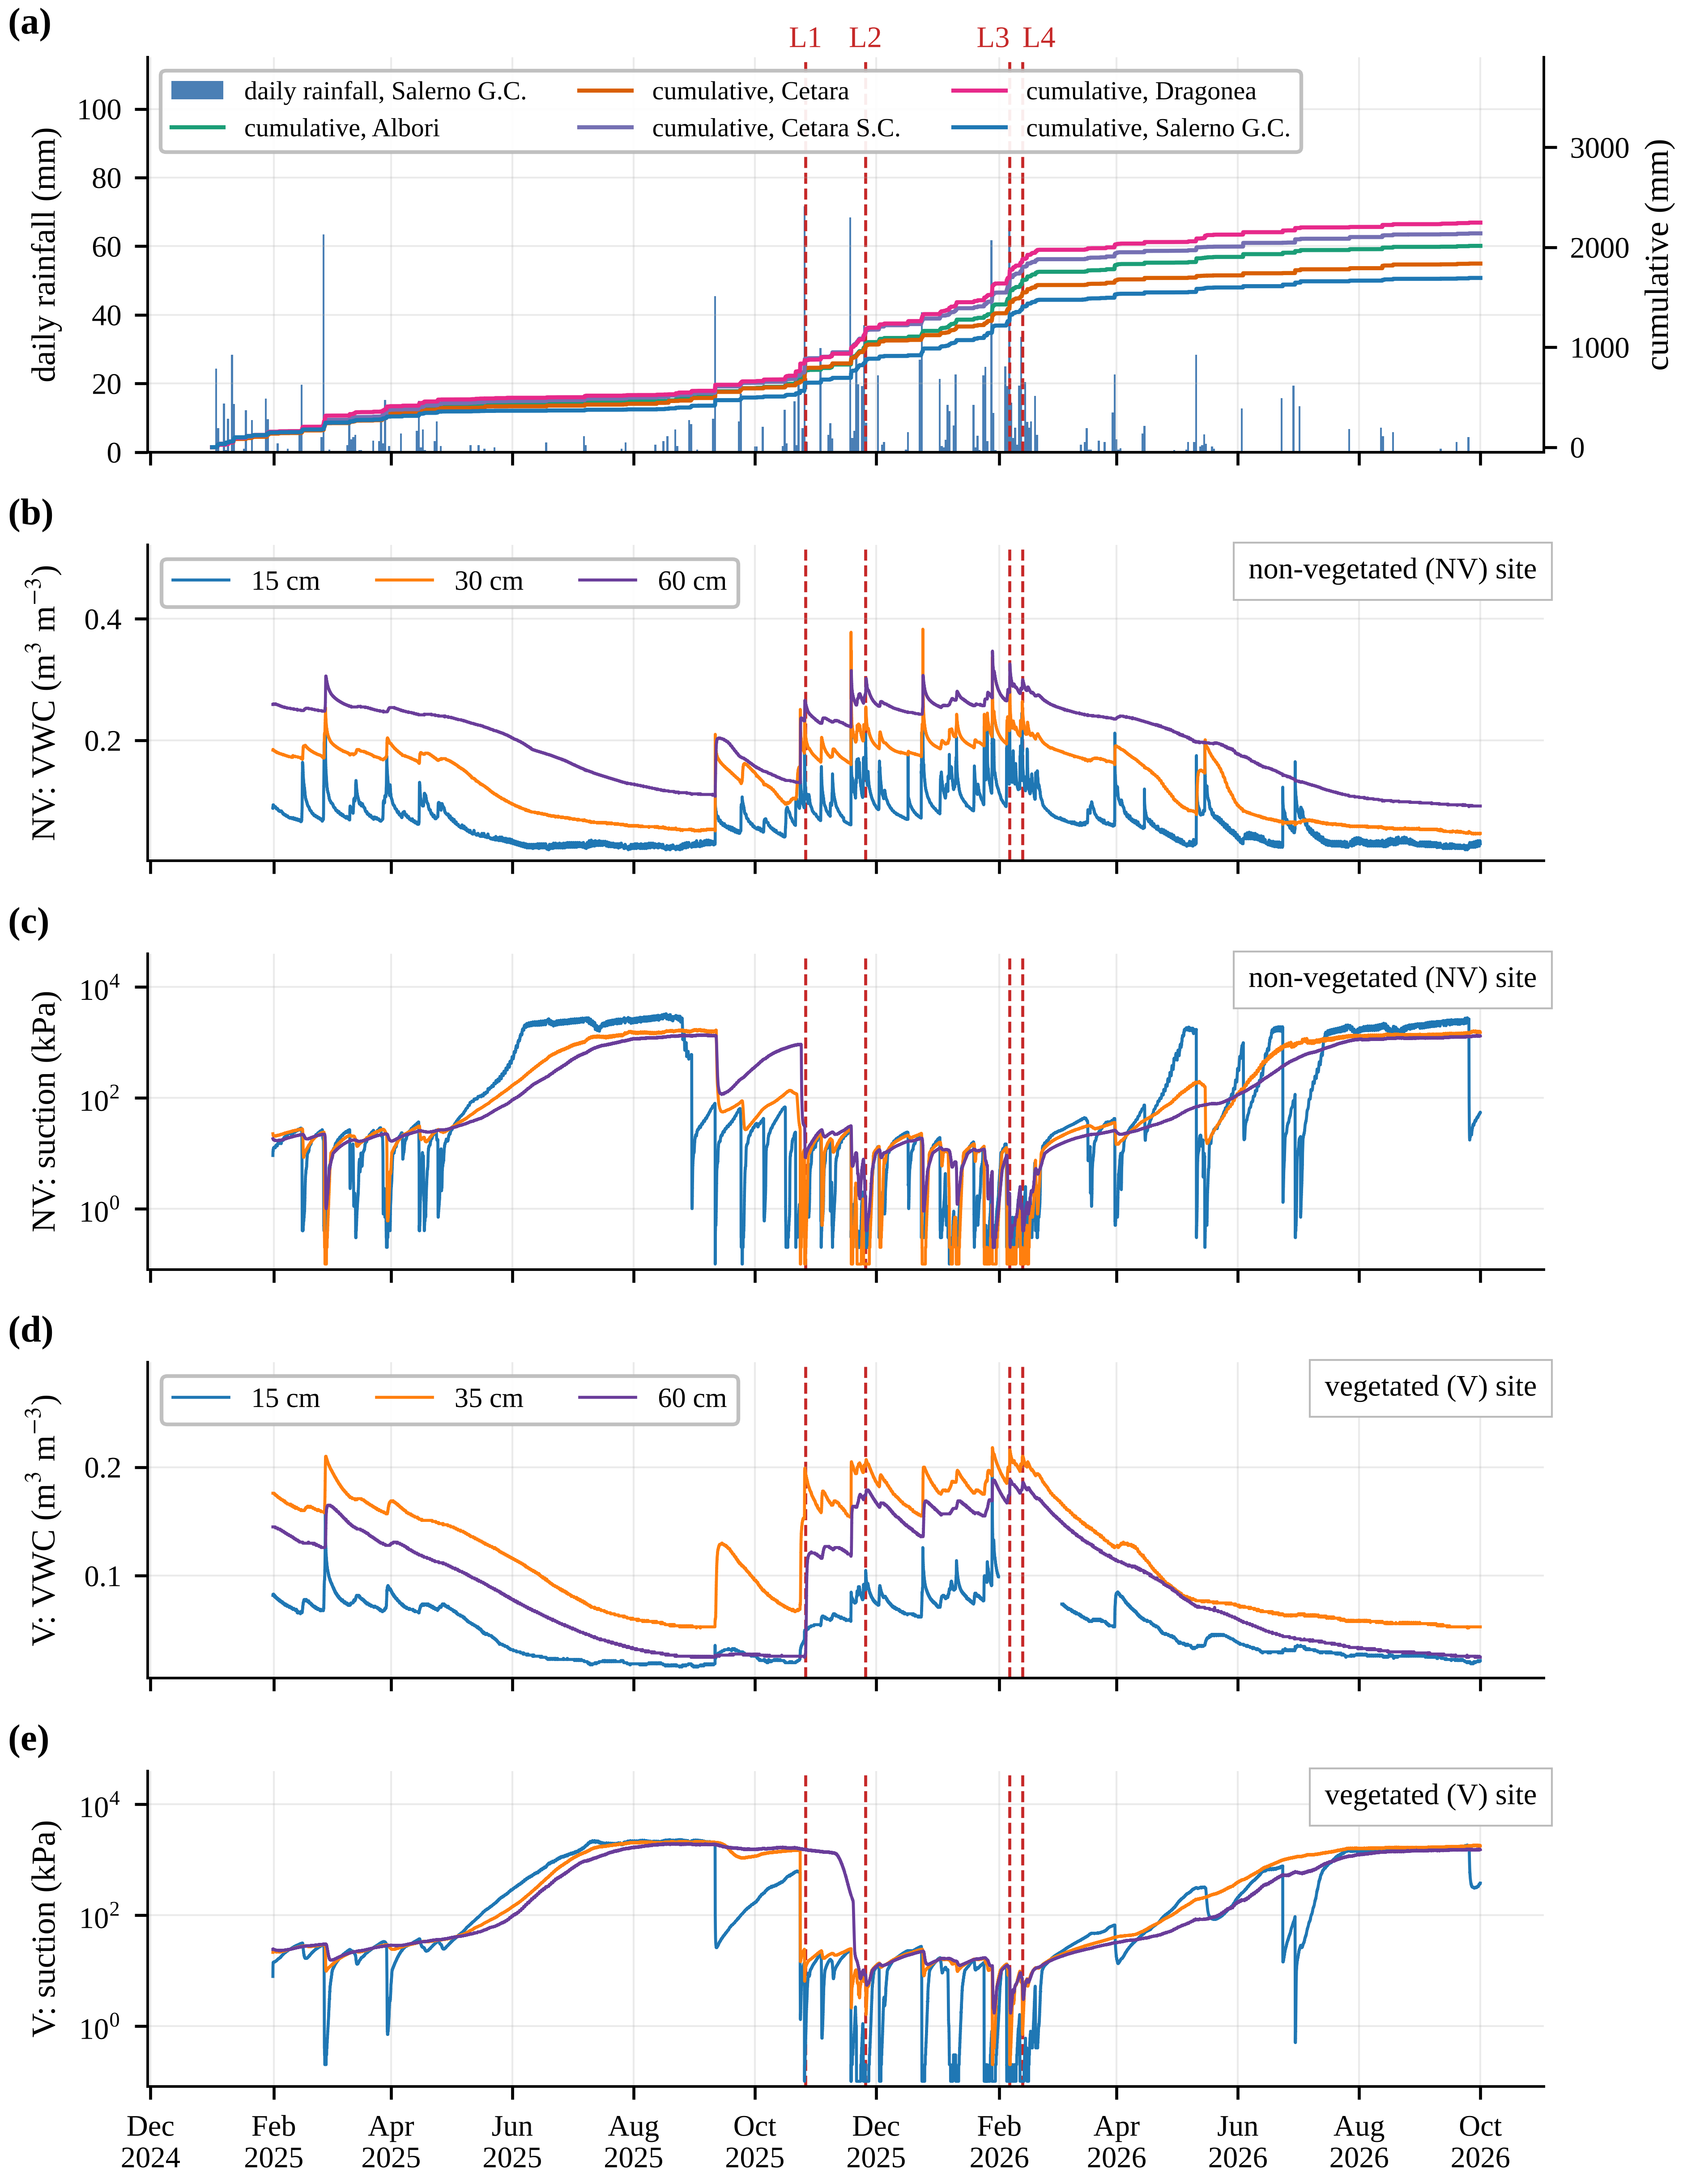 (a)
L1 L2 L3 L4
daily rainfall, Salerno G.C. cumulative, Cetara cumulative, Dragonea
cumulative, Albori cumulative, Cetara S.C. cumulative, Salerno G.C.
daily rainfall (mm)
100
80
60
40
20
0
3000
2000
1000
0
cumulative (mm)
(b)
15 cm 30 cm 60 cm
non-vegetated (NV) site
NV: VWC (m³ m⁻³)
0.4
0.2
(c)
non-vegetated (NV) site
NV: suction (kPa)
10⁴
10²
10⁰
(d)
15 cm 35 cm 60 cm
vegetated (V) site
V: VWC (m³ m⁻³)
0.2
0.1
(e)
vegetated (V) site
V: suction (kPa)
10⁴
10²
10⁰
Dec Feb Apr Jun Aug Oct Dec Feb Apr Jun Aug Oct
2024 2025 2025 2025 2025 2025 2025 2026 2026 2026 2026 2026